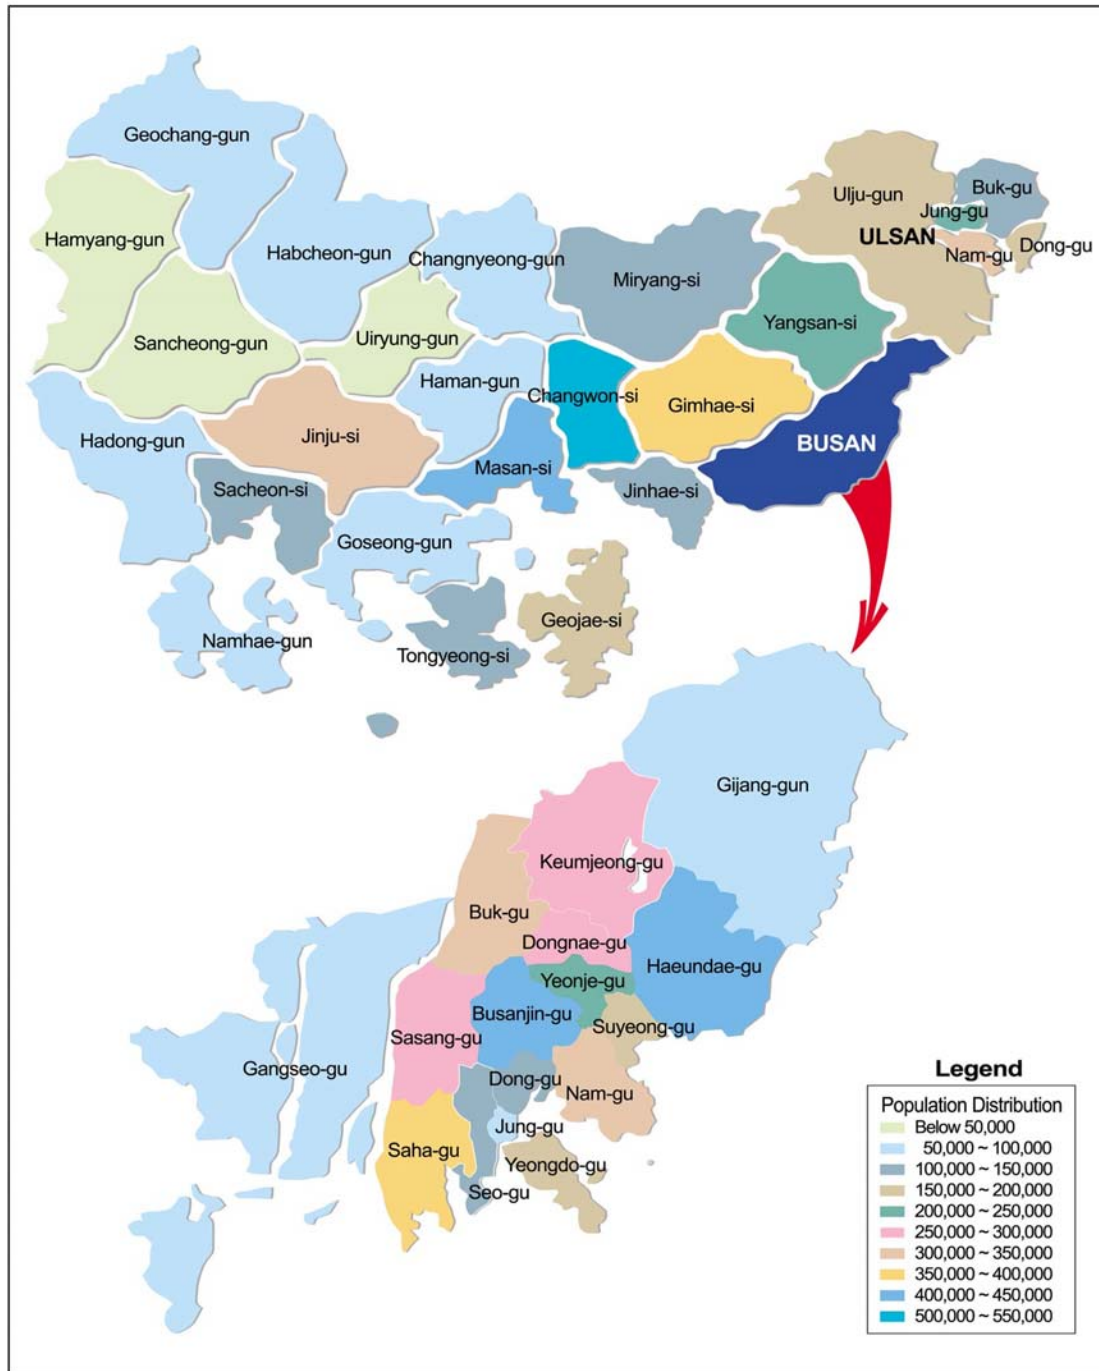 Geochang-gun
Hamyang-gun
Habcheon-gun
Changnyeong-gun
Sancheong-gun
Uiryung-gun
Miryang-si
Ulju-gun
Buk-gu
Jung-gu
ULSAN
Nam-gu
Dong-gu
Yangsan-si
Haman-gun
Changwon-si
Gimhae-si
BUSAN
Hadong-gun
Jinju-si
Masan-si
Sacheon-si
Jinhae-si
Goseong-gun
Namhae-gun
Tongyeong-si
Geojae-si
Gijang-gun
Keumjeong-gu
Buk-gu
Dongnae-gu
Haeundae-gu
Yeonje-gu
Busanjin-gu
Suyeong-gu
Sasang-gu
Gangseo-gu
Dong-gu
Nam-gu
Jung-gu
Saha-gu
Yeongdo-gu
Seo-gu
Legend
Population Distribution
Below 50,000
50,000 ~ 100,000
100,000 ~ 150,000
150,000 ~ 200,000
200,000 ~ 250,000
250,000 ~ 300,000
300,000 ~ 350,000
350,000 ~ 400,000
400,000 ~ 450,000
500,000 ~ 550,000